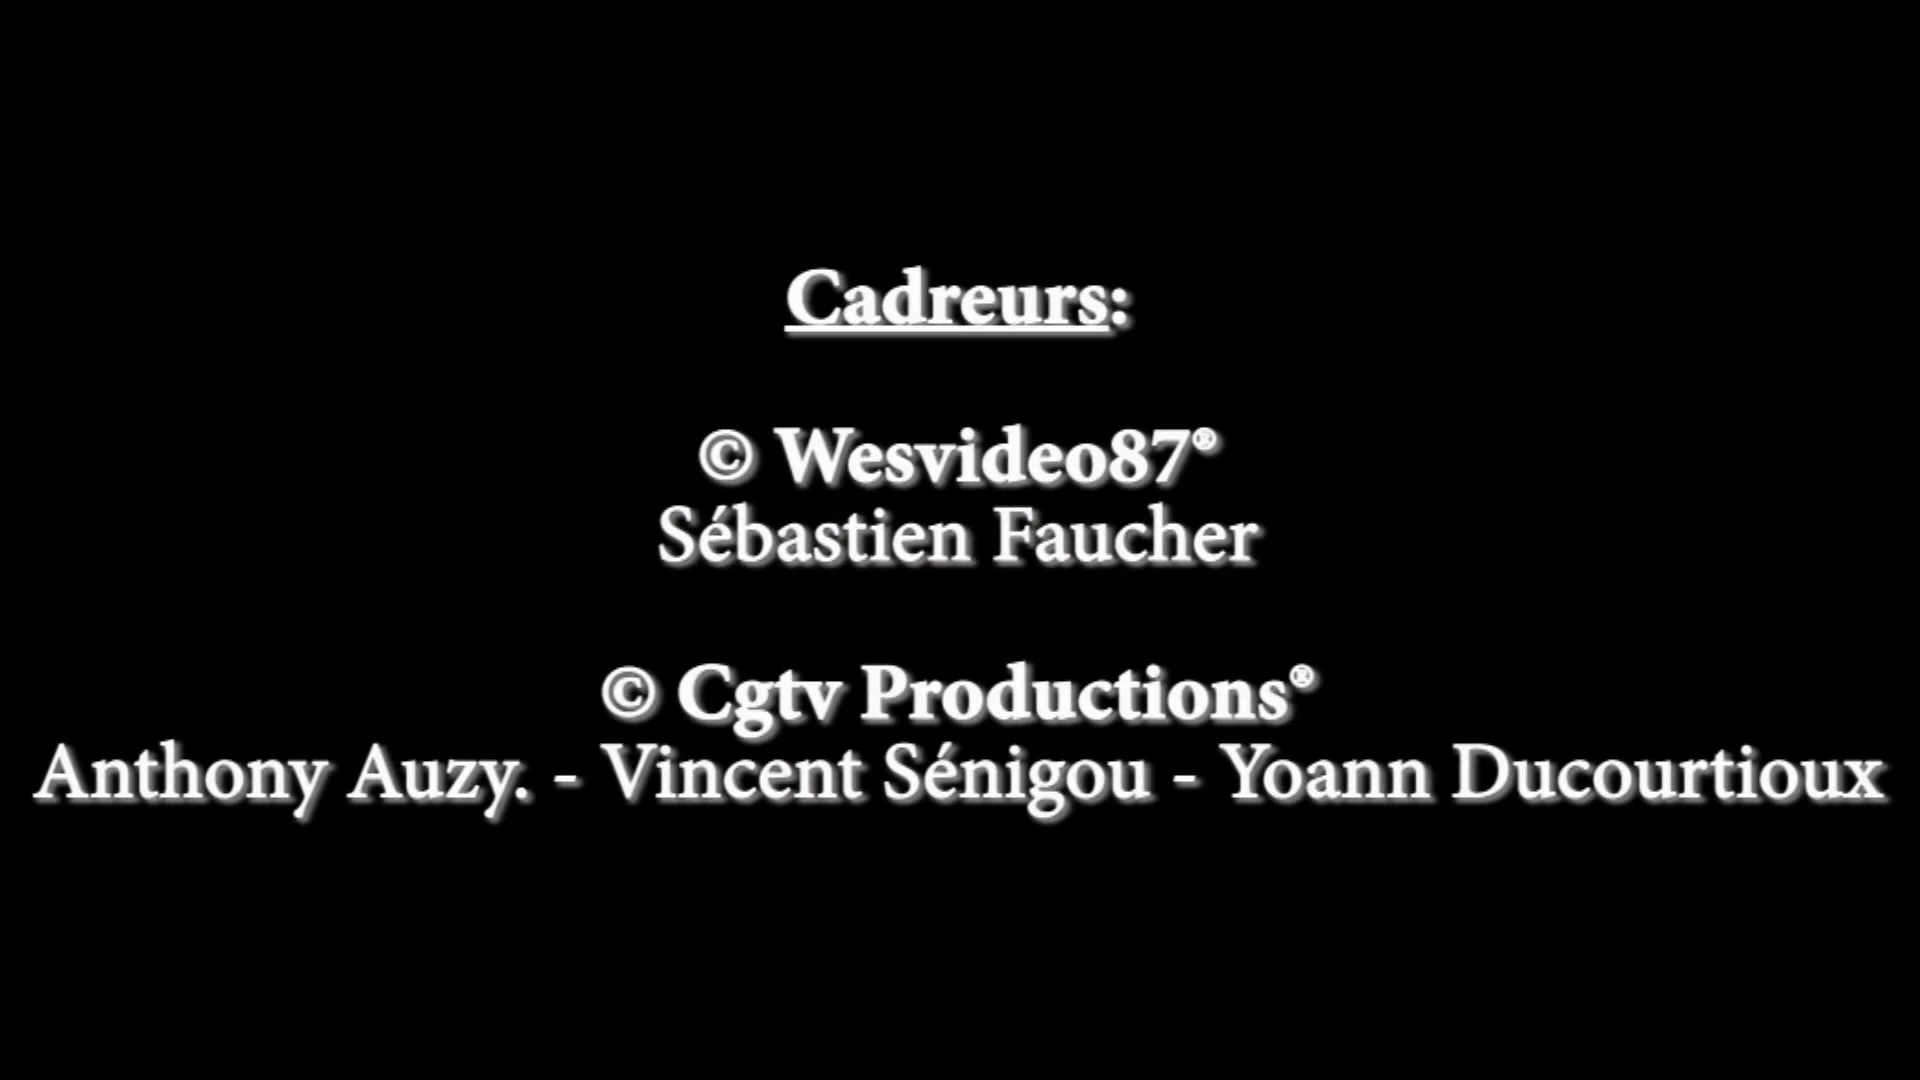 Cadreurs:
© Wesvideo87®
Sébastien Faucher
© Cgtv Productions®
Anthony Auzy. - Vincent Sénigou - Yoann Ducourtioux